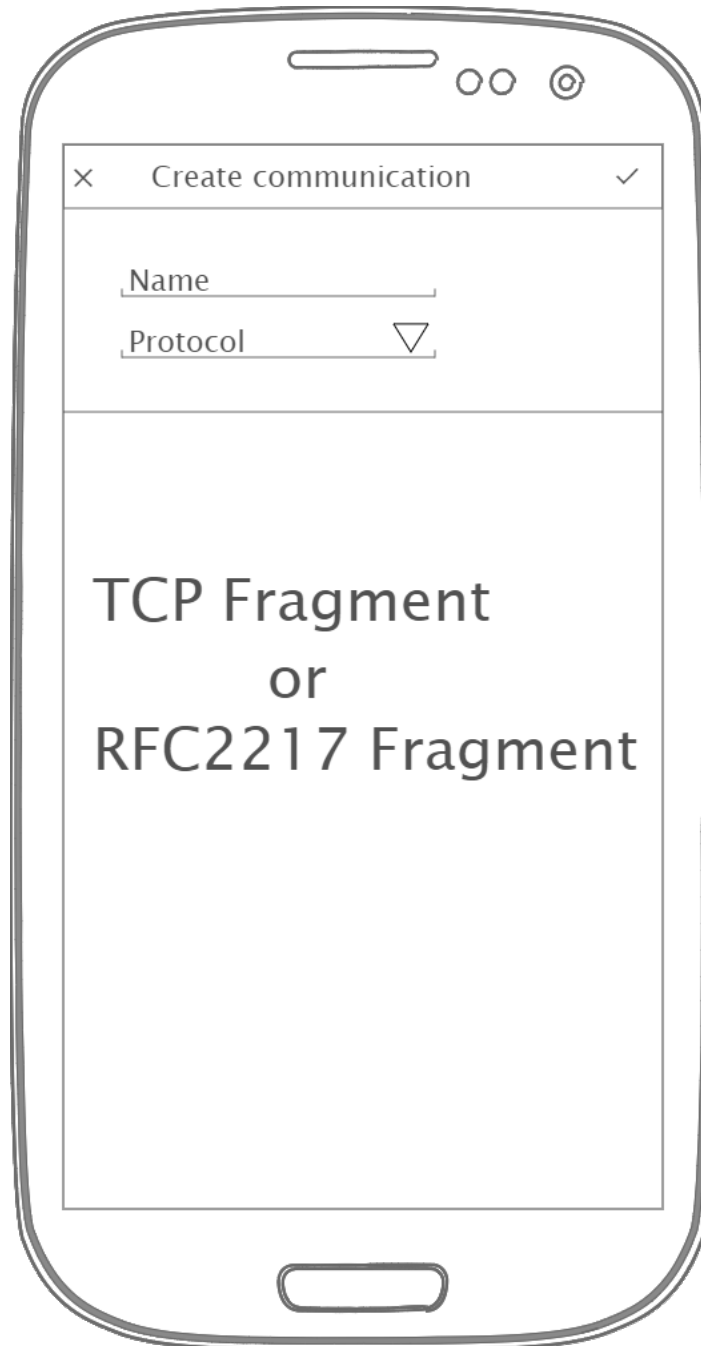 Create communication
Name
Protocol
TCP Fragment
or
RFC2217 Fragment